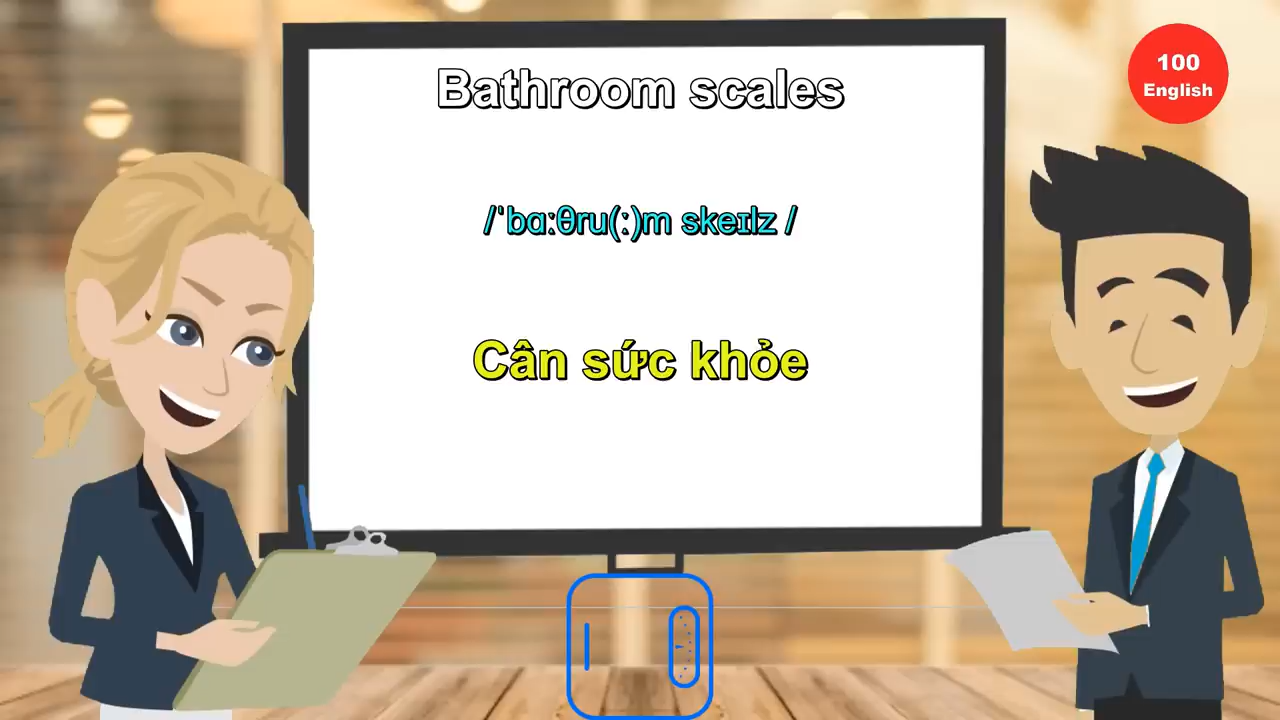 Bathroom scales
/ˈbɑːθru(ː)m skeɪlz /
Cân sức khỏe
100
English